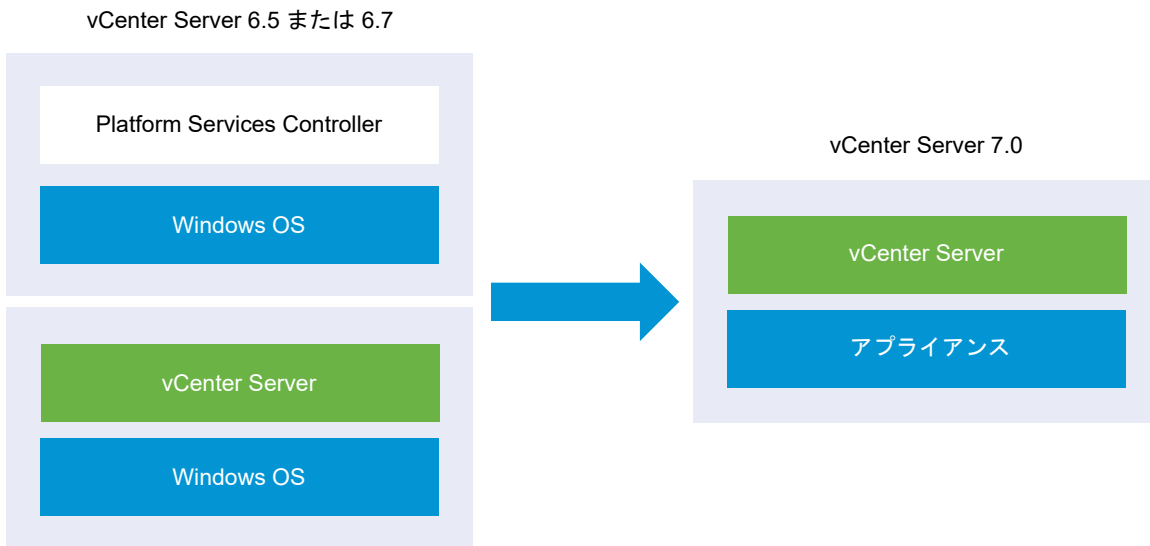 vCenter Server 6.5 または 6.7
Platform Services Controller
Windows OS
vCenter Server
Windows OS
vCenter Server 7.0
vCenter Server
アプライアンス